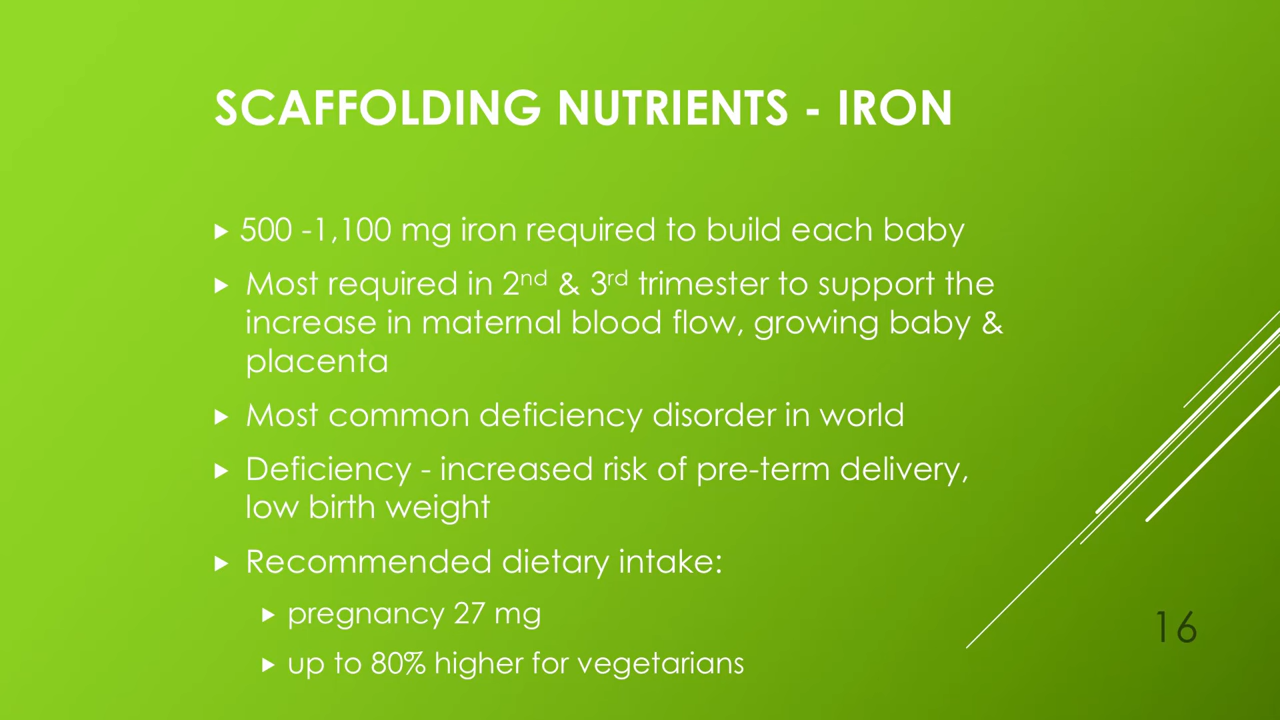 SCAFFOLDING NUTRIENTS - IRON
500 -1,100 mg iron required to build each baby
Most required in 2nd & 3rd trimester to support the
increase in maternal blood flow, growing baby &
placenta
Most common deficiency disorder in world
Deficiency - increased risk of pre-term delivery,
low birth weight
Recommended dietary intake:
pregnancy 27 mg
up to 80% higher for vegetarians
16